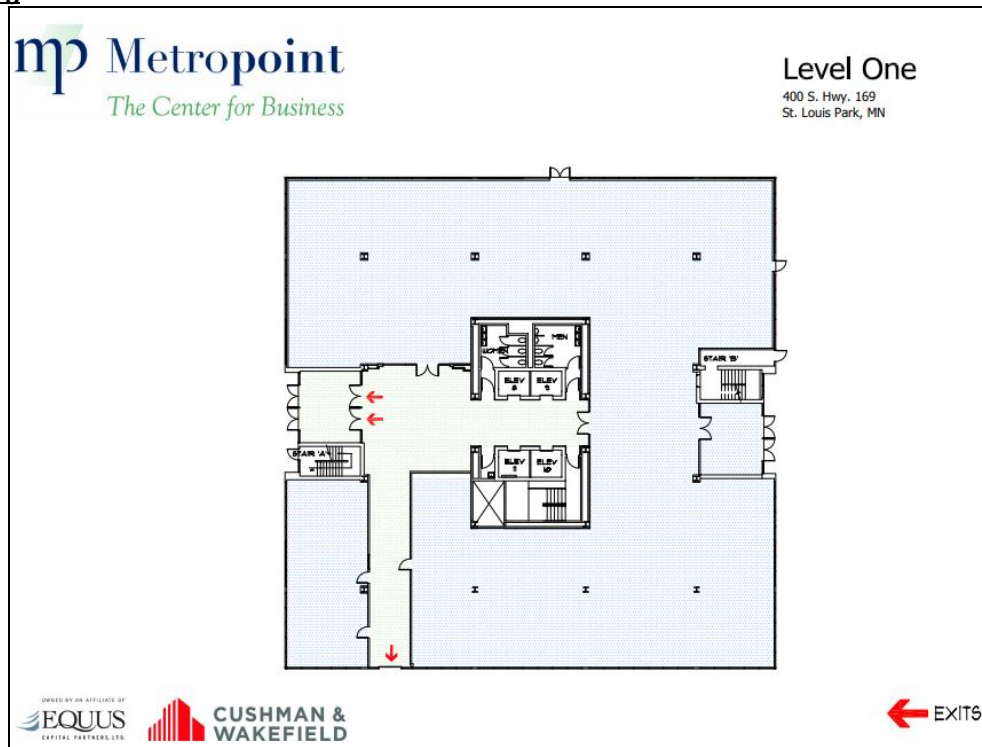 mp Metropoint
The Center for Business
Level One
400 S. Hwy. 169
St. Louis Park, MN
WOMEN
MEN
ELEV
ELEV
STAIR 'B'
STAIR 'A'
ELEV
ELEV
OWNED BY AN AFFILIATE OF
EQUUS
CAPITAL PARTNERS, LTD.
CUSHMAN &
WAKEFIELD
EXITS